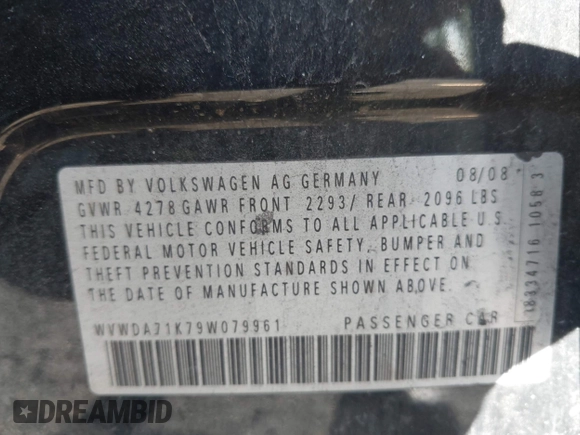 MFD BY VOLKSWAGEN AG GERMANY 08/08
GVWR 4278 GAWR FRONT 2293/ REAR 2096 LBS
THIS VEHICLE CONFORMS TO ALL APPLICABLE U.S.
FEDERAL MOTOR VEHICLE SAFETY, BUMPER AND
THEFT PREVENTION STANDARDS IN EFFECT ON
THE DATE OF MANUFACTURE SHOWN ABOVE.
WVWDA71K79W079961 PASSENGER CAR
DREAMBID